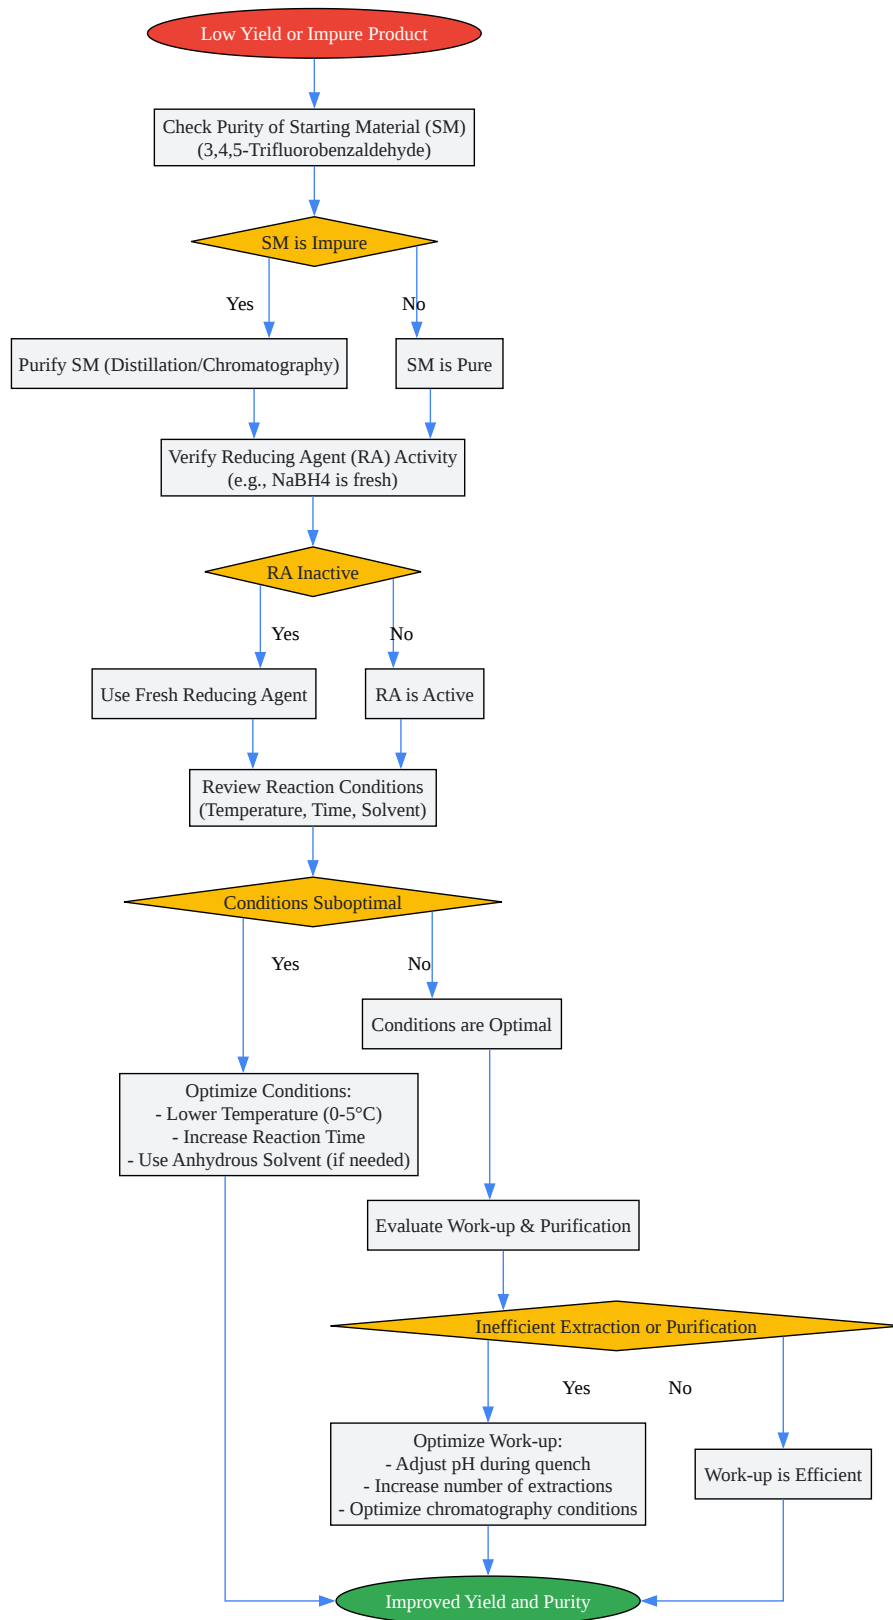 Low Yield or Impure Product
Check Purity of Starting Material (SM)
(3,4,5-Trifluorobenzaldehyde)
SM is Impure
Yes
No
Purify SM (Distillation/Chromatography)
SM is Pure
Verify Reducing Agent (RA) Activity
(e.g., NaBH4 is fresh)
RA Inactive
Yes
No
Use Fresh Reducing Agent
RA is Active
Review Reaction Conditions
(Temperature, Time, Solvent)
Conditions Suboptimal
Yes
No
Conditions are Optimal
Optimize Conditions:
- Lower Temperature (0-5°C)
- Increase Reaction Time
- Use Anhydrous Solvent (if needed)
Evaluate Work-up & Purification
Inefficient Extraction or Purification
Yes
No
Optimize Work-up:
- Adjust pH during quench
- Increase number of extractions
- Optimize chromatography conditions
Work-up is Efficient
Improved Yield and Purity